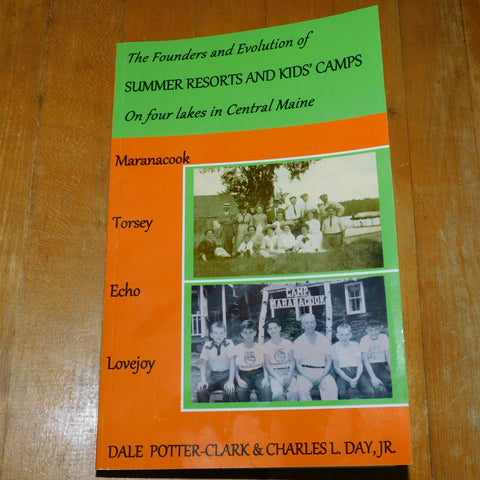 The Founders and Evolution of
SUMMER RESORTS AND KIDS' CAMPS
On four lakes in Central Maine
Maranacook
Torsey
Echo
Lovejoy
CAMP
MARANACOOK
DALE POTTER-CLARK & CHARLES L. DAY, JR.